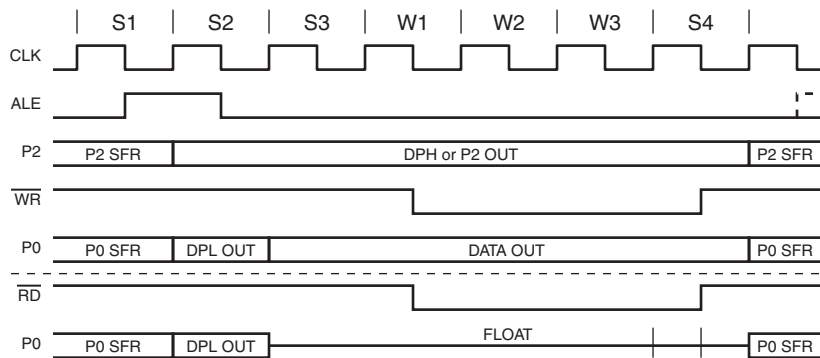 S1 S2 S3 W1 W2 W3 S4
CLK
ALE
P2 P2 SFR DPH or P2 OUT P2 SFR
WR
P0 P0 SFR DPL OUT DATA OUT P0 SFR
RD
P0 P0 SFR DPL OUT FLOAT P0 SFR